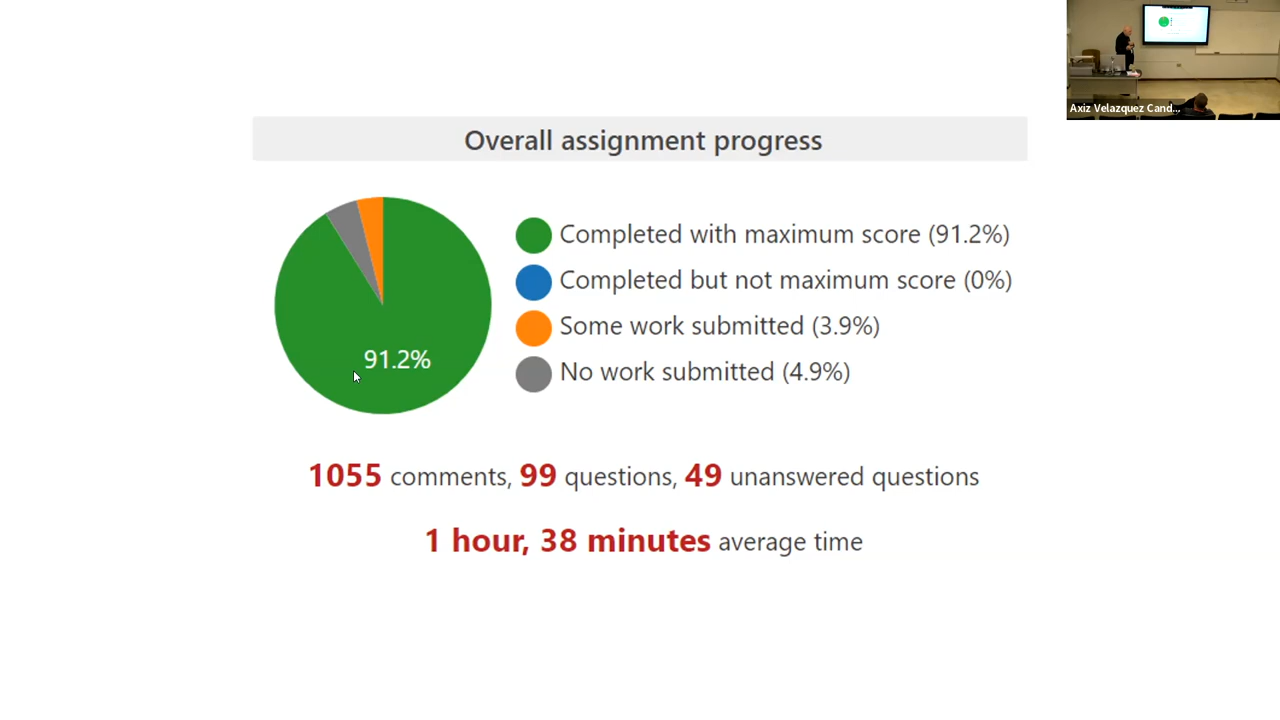 Axiz Velazquez Cand...
Overall assignment progress
91.2%
Completed with maximum score (91.2%)
Completed but not maximum score (0%)
Some work submitted (3.9%)
No work submitted (4.9%)
1055 comments, 99 questions, 49 unanswered questions
1 hour, 38 minutes average time